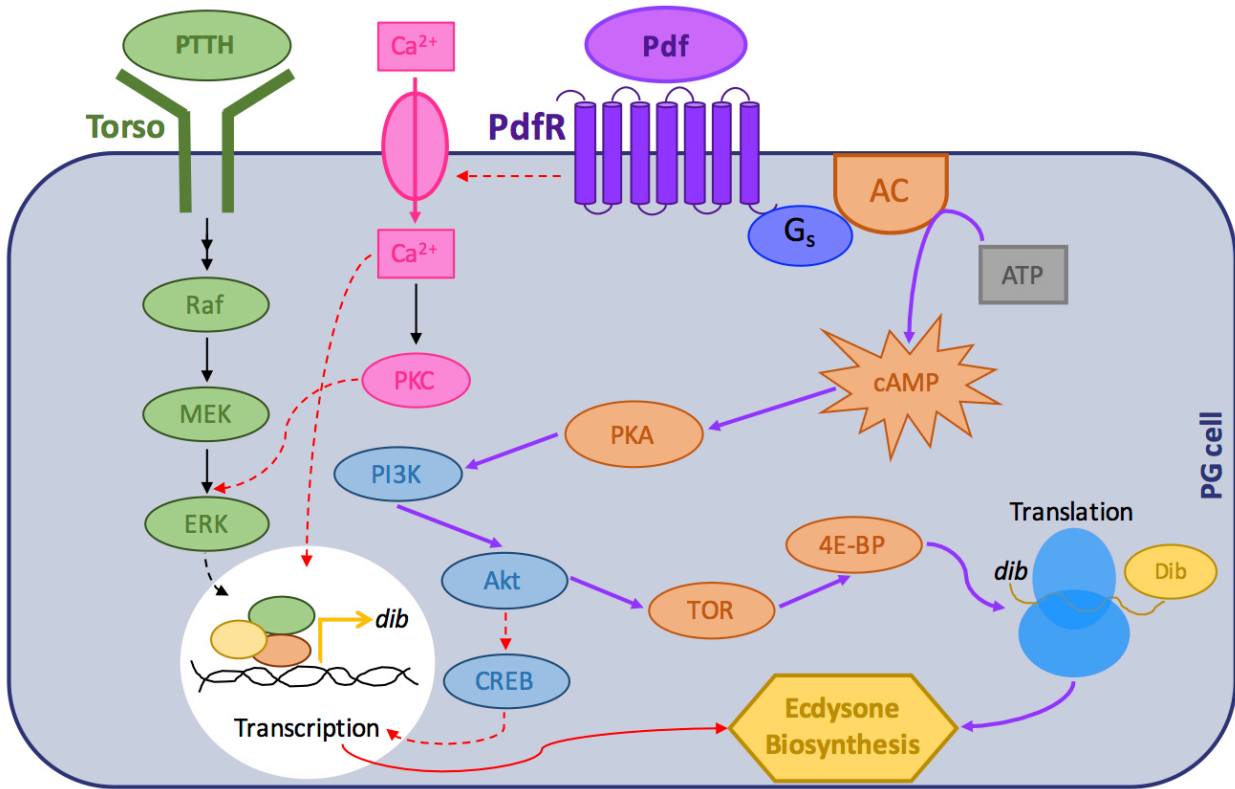 PTTH
Ca²⁺
Pdf
Torso
PdfR
AC
Gₛ
Ca²⁺
ATP
Raf
PKC
cAMP
MEK
PKA
PI3K
PG cell
ERK
Translation
4E-BP
dib
Dib
Akt
TOR
dib
CREB
Transcription
Ecdysone
Biosynthesis